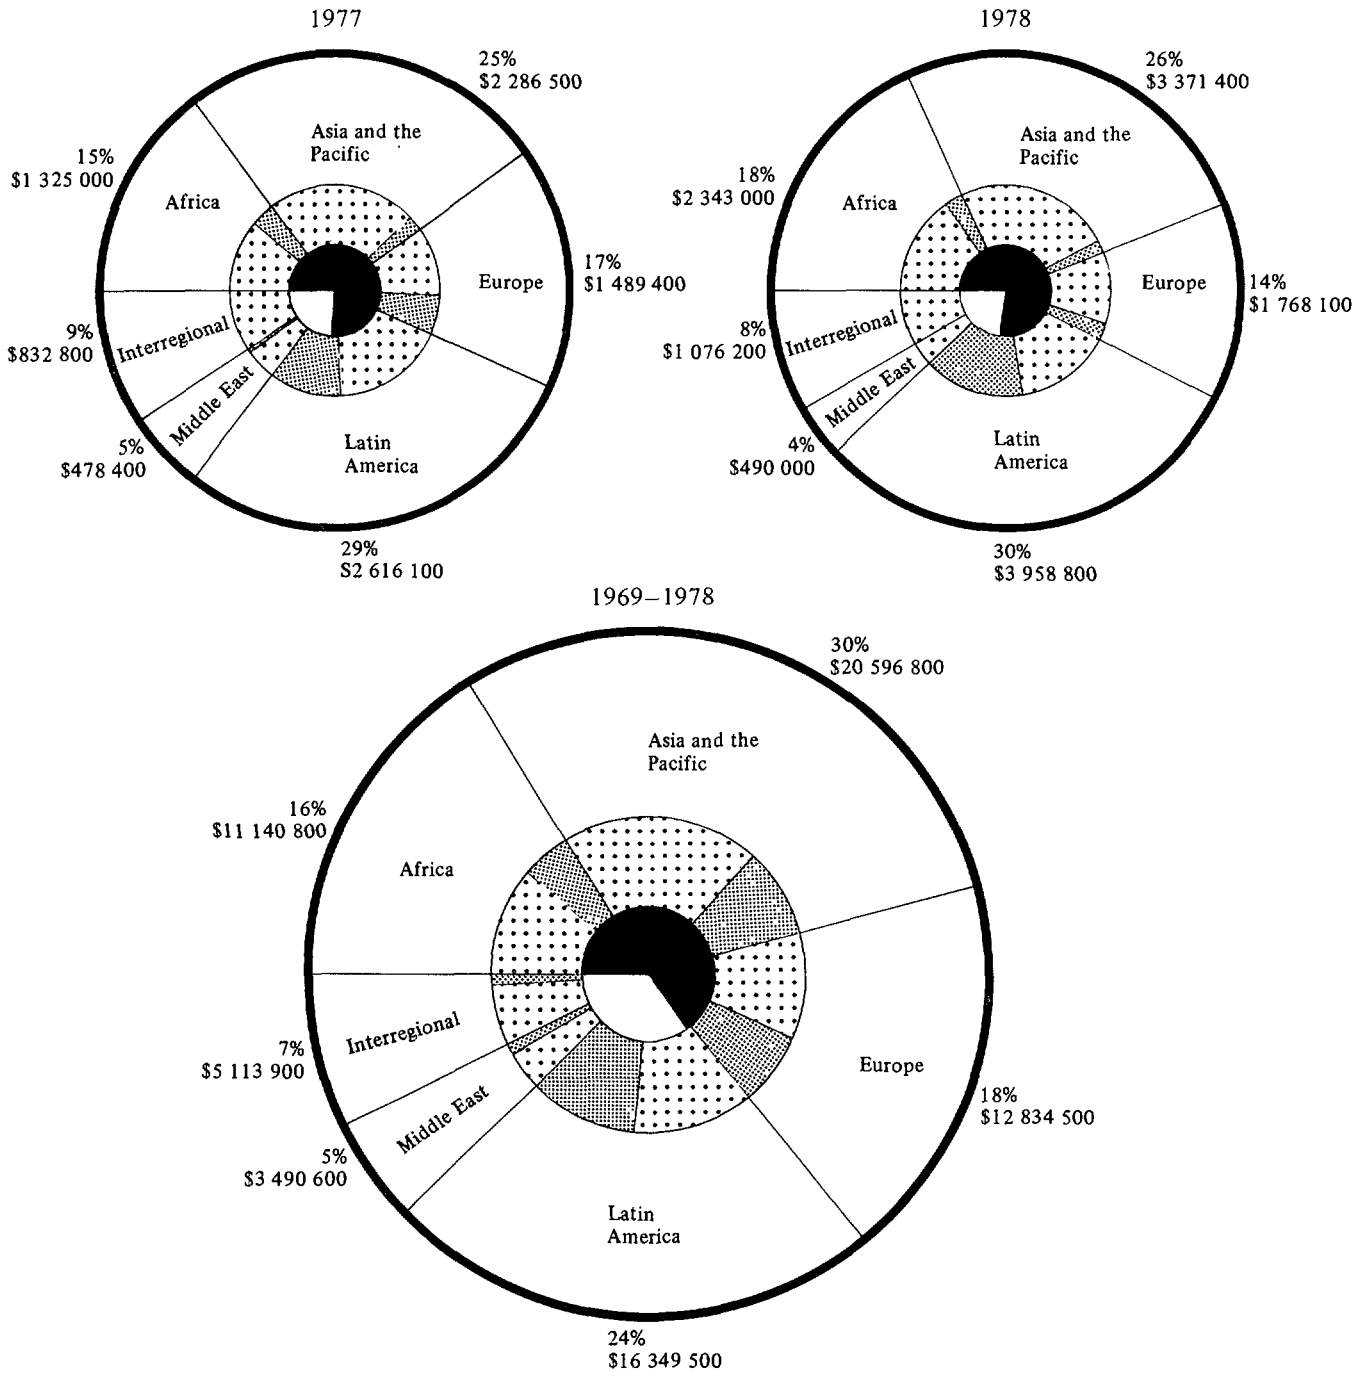 1977
25%
$2 286 500
Asia and the
Pacific
15%
$1 325 000
Africa
17%
$1 489 400
Europe
9%
$832 800
Interregional
5%
$478 400
Middle East
Latin
America
29%
$2 616 100
1978
26%
$3 371 400
Asia and the
Pacific
18%
$2 343 000
Africa
14%
$1 768 100
Europe
8%
$1 076 200
Interregional
4%
$490 000
Middle East
Latin
America
30%
$3 958 800
1969–1978
30%
$20 596 800
Asia and the
Pacific
16%
$11 140 800
Africa
7%
$5 113 900
Interregional
5%
$3 490 600
Middle East
Europe
18%
$12 834 500
Latin
America
24%
$16 349 500